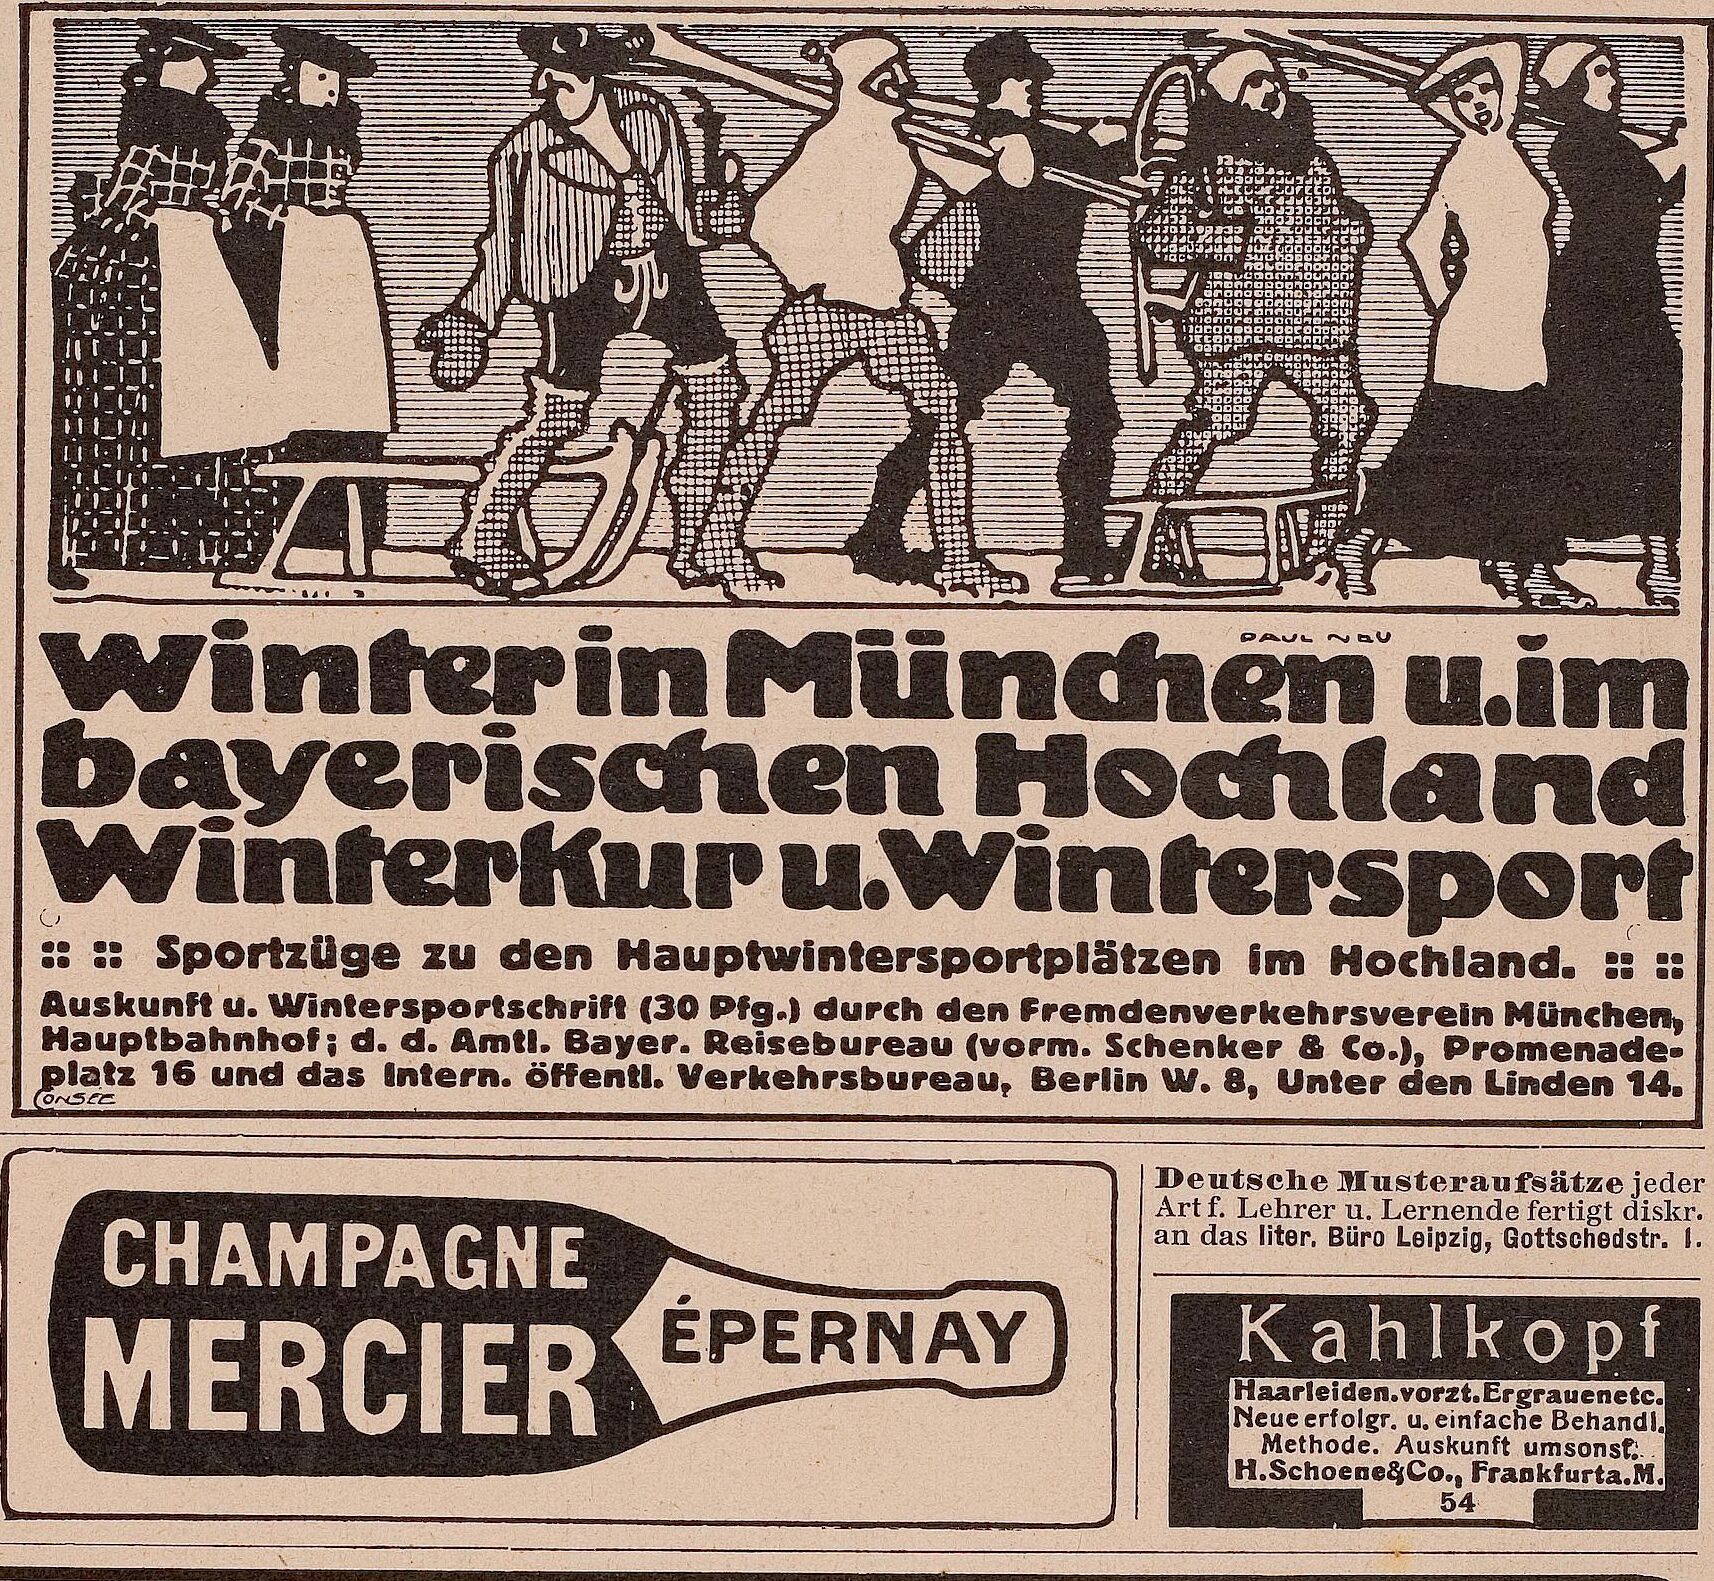 PAUL NEU
Winter in München u. im
bayerischen Hochland
Winterkur u. Wintersport
:: :: Sportzüge zu den Hauptwintersportplätzen im Hochland. :: ::
Auskunft u. Wintersportschrift (30 Pfg.) durch den Fremdenverkehrsverein München,
Hauptbahnhof; d. d. Amtl. Bayer. Reisebureau (vorm. Schenker & Co.), Promenade-
platz 16 und das Intern. öffentl. Verkehrsbureau, Berlin W. 8, Unter den Linden 14.
CONSEE
CHAMPAGNE
MERCIER
ÉPERNAY
Deutsche Musteraufsätze jeder
Art f. Lehrer u. Lernende fertigt diskr.
an das liter. Büro Leipzig, Gottschedstr. 1.
Kahlkopf
Haarleiden. vorzt. Ergrauen etc.
Neue erfolgr. u. einfache Behandl.
Methode. Auskunft umsonst.
H. Schoene & Co., Frankfurt a. M.
54